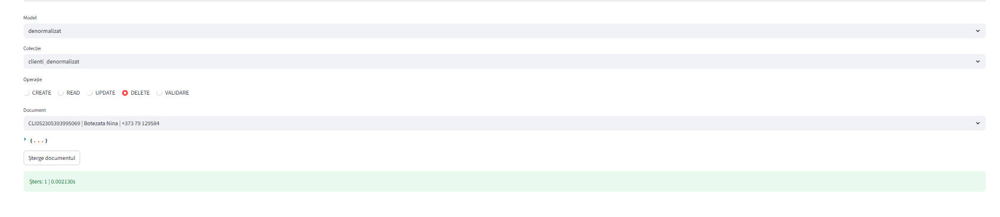 Model
denormalizat
Colecție
clienti_denormalizat
Operație
CREATE READ UPDATE DELETE VALIDARE
Document
CLI052305393995069 | Botezata Nina | +373 79 129584
{...}
Șterge documentul
Șters: 1 | 0.002130s